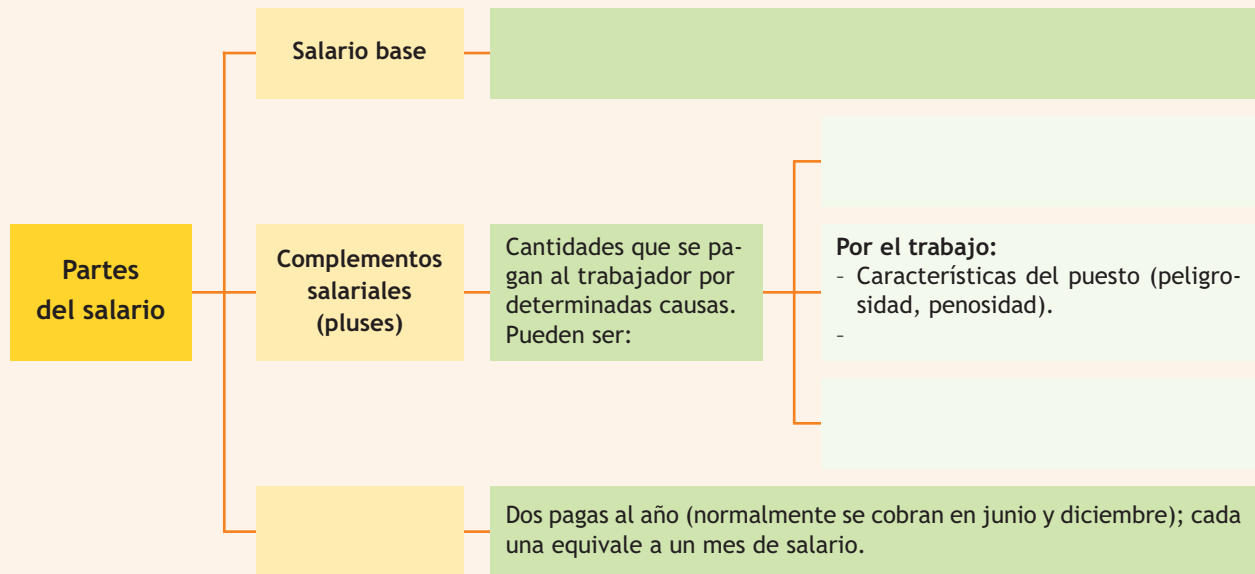 Salario base
Partes
del salario
Complementos
salariales
(pluses)
Cantidades que se pa-
gan al trabajador por
determinadas causas.
Pueden ser:
Por el trabajo:
- Características del puesto (peligro-
sidad, penosidad).
-
Dos pagas al año (normalmente se cobran en junio y diciembre); cada
una equivale a un mes de salario.